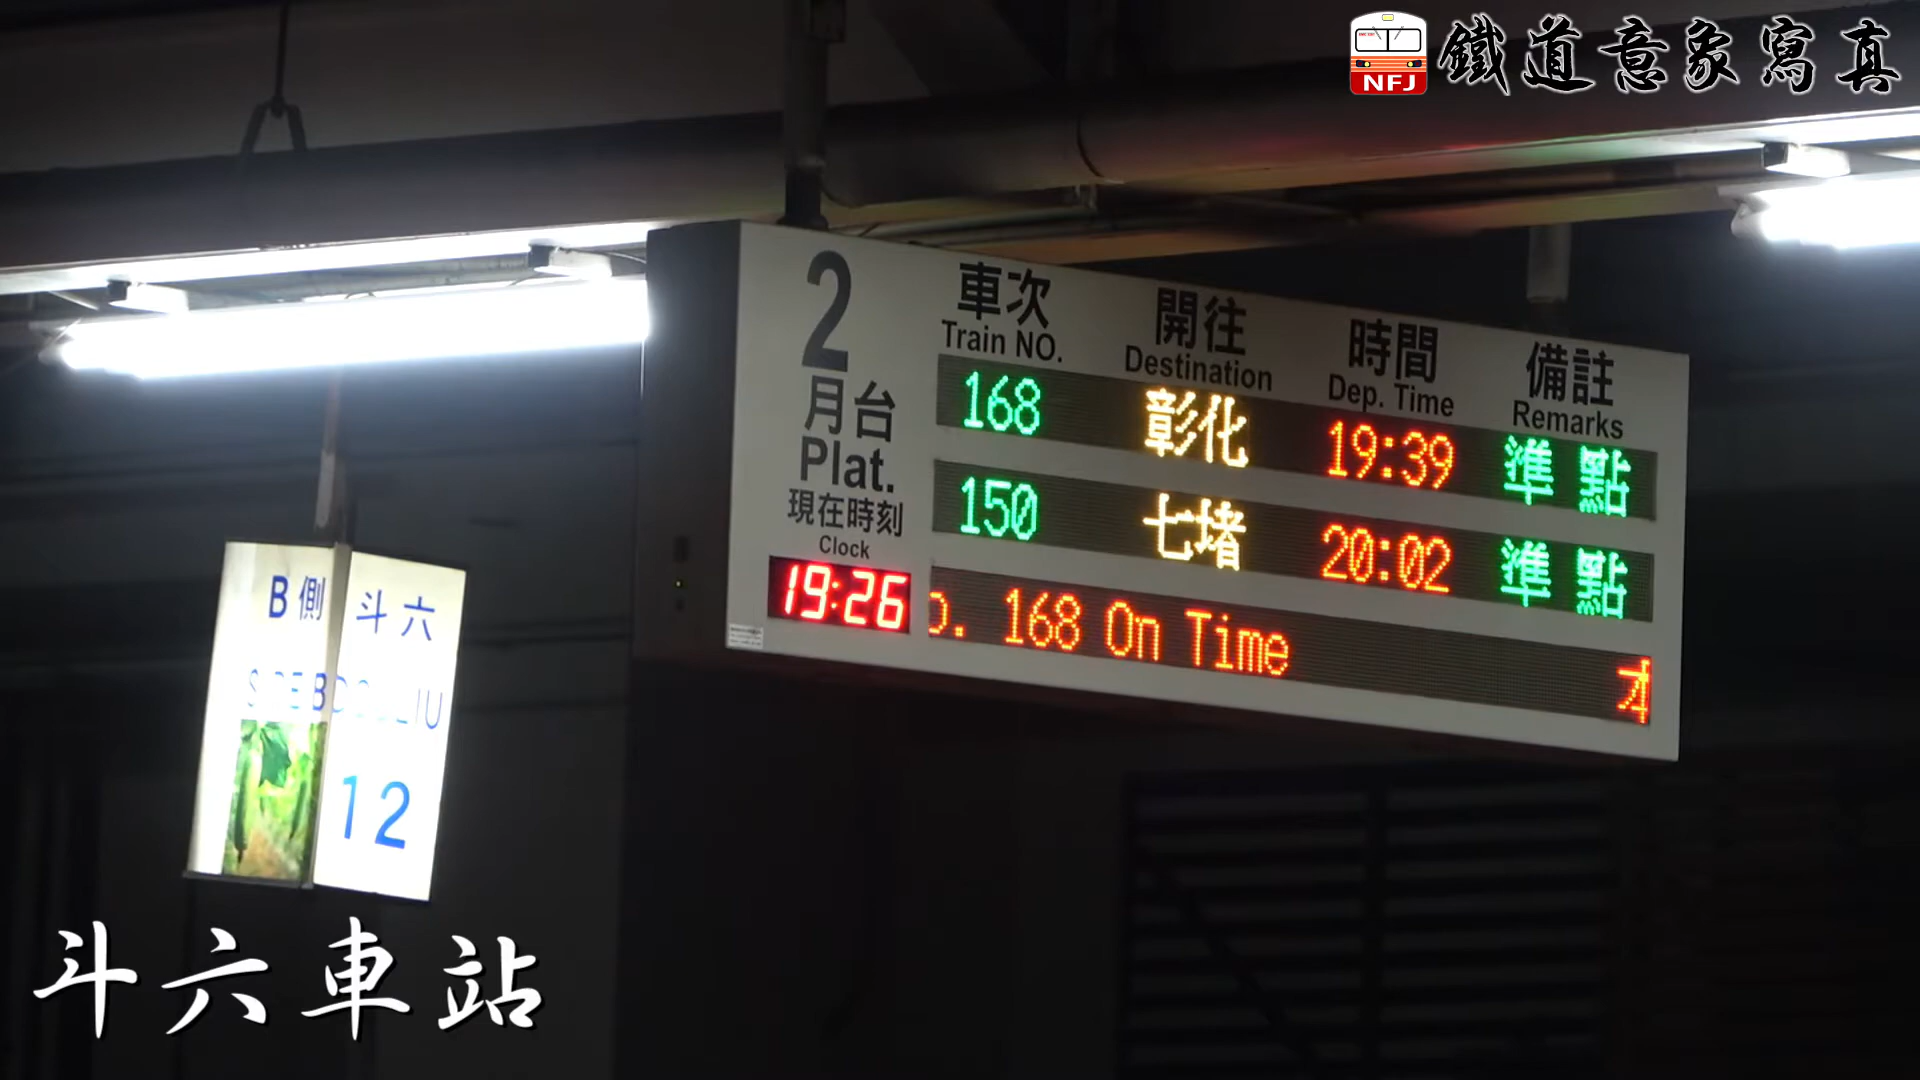 NFJ 鐵道意象寫真
2 月台
Plat.
現在時刻
Clock
19:26
車次 開往 時間 備註
Train NO. Destination Dep. Time Remarks
168 彰化 19:39 準點
150 七堵 20:02 準點
o. 168 On Time
B側 斗六
SIDE B DOULIU
12
斗六車站